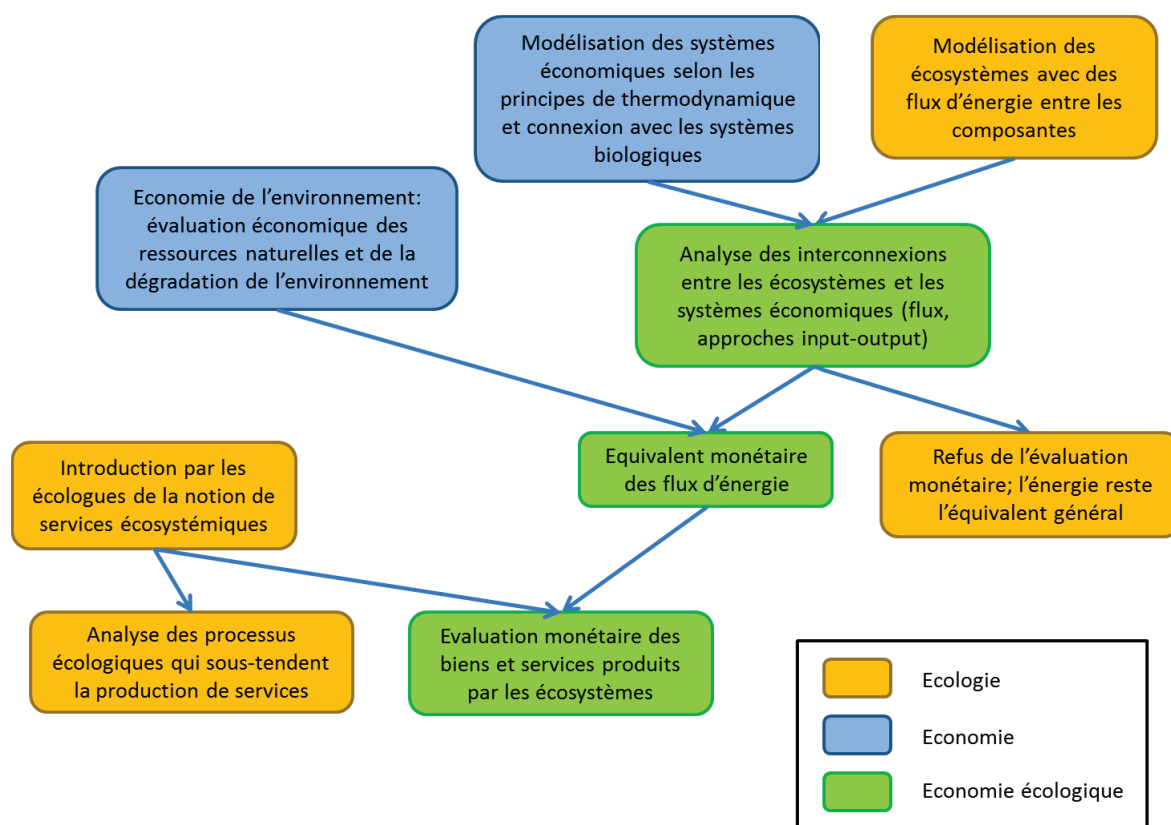 Modélisation des systèmes
économiques selon les
principes de thermodynamique
et connexion avec les systèmes
biologiques
Modélisation des
écosystèmes avec des
flux d'énergie entre les
composantes
Economie de l'environnement:
évaluation économique des
ressources naturelles et de la
dégradation de l'environnement
Analyse des interconnexions
entre les écosystèmes et les
systèmes économiques (flux,
approches input-output)
Introduction par les
écologues de la notion de
services écosystémiques
Equivalent monétaire
des flux d'énergie
Refus de l'évaluation
monétaire; l'énergie reste
l'équivalent général
Analyse des processus
écologiques qui sous-tendent
la production de services
Evaluation monétaire des
biens et services produits
par les écosystèmes
Ecologie
Economie
Economie écologique